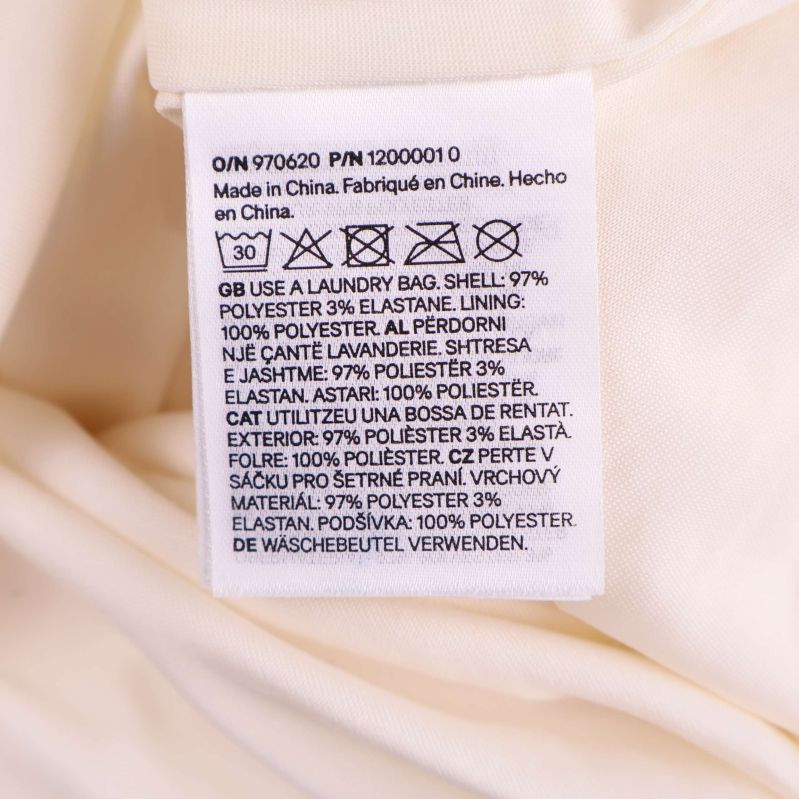 O/N 970620 P/N 1200001 0
Made in China. Fabriqué en Chine. Hecho
en China.
30
GB USE A LAUNDRY BAG. SHELL: 97%
POLYESTER 3% ELASTANE. LINING:
100% POLYESTER. AL PËRDORNI
NJË ÇANTË LAVANDERIE. SHTRESA
E JASHTME: 97% POLIESTËR 3%
ELASTAN. ASTARI: 100% POLIESTËR.
CAT UTILITZEU UNA BOSSA DE RENTAT.
EXTERIOR: 97% POLIÈSTER 3% ELASTÀ.
FOLRE: 100% POLIÈSTER. CZ PERTE V
SÁČKU PRO ŠETRNÉ PRANÍ. VRCHOVÝ
MATERIÁL: 97% POLYESTER 3%
ELASTAN. PODŠÍVKA: 100% POLYESTER.
DE WÄSCHEBEUTEL VERWENDEN.